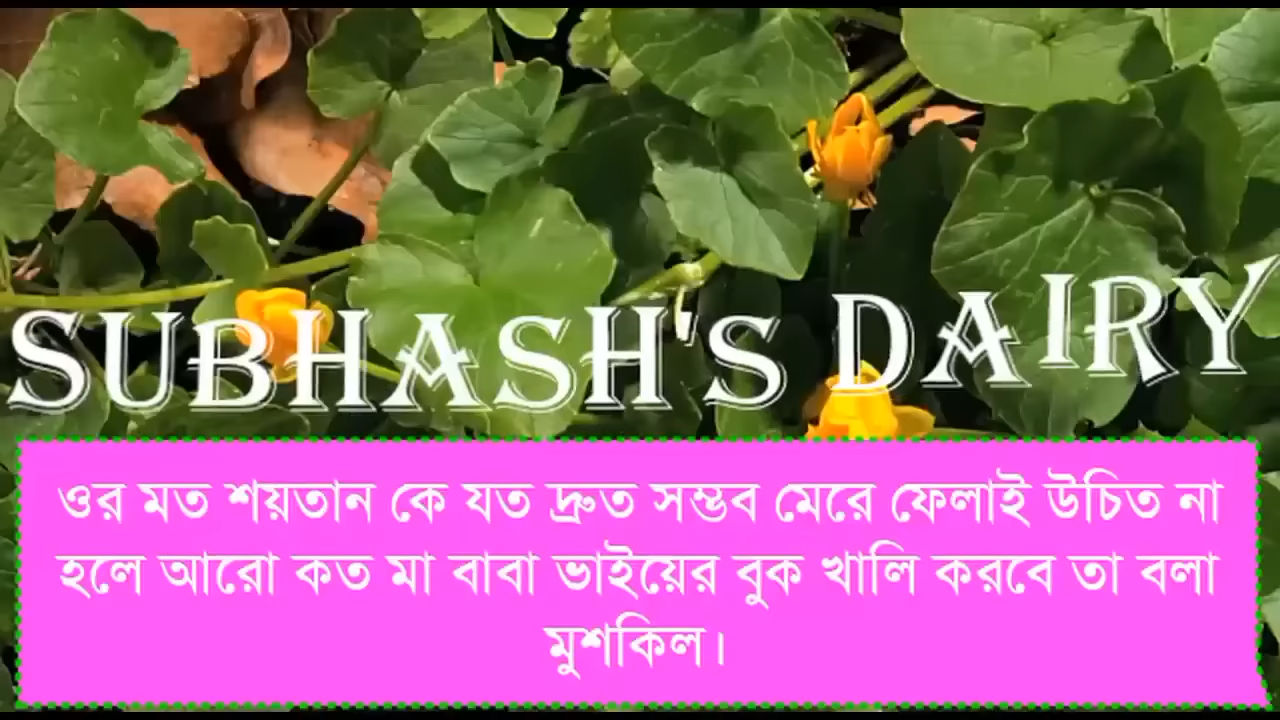 SUBHASH'S DAIRY
ওর মত শয়তান কে যত দ্রুত সম্ভব মেরে ফেলাই উচিত না
হলে আরো কত মা বাবা ভাইয়ের বুক খালি করবে তা বলা
মুশকিল।